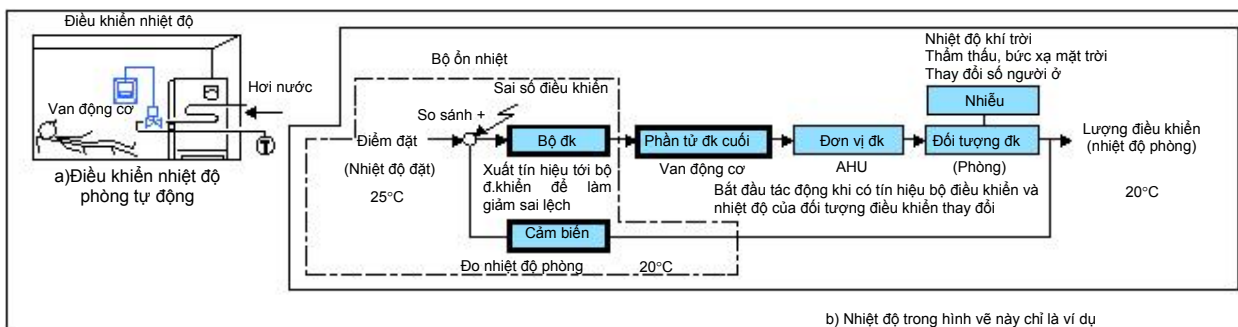 Điều khiển nhiệt độ
Van động cơ
Hơi nước
T
a)Điều khiển nhiệt độ
phòng tự động
Bộ ổn nhiệt
Sai số điều khiển
So sánh +
Điểm đặt
(Nhiệt độ đặt)
25°C
-
Bộ đk
Xuất tín hiệu tới bộ
đ.khiển để làm
giảm sai lệch
Phần tử đk cuối
Van động cơ
Đơn vị đk
AHU
Nhiệt độ khí trời
Thẩm thấu, bức xạ mặt trời
Thay đổi số người ở
Nhiễu
Đối tượng đk
(Phòng)
Lượng điều khiển
(nhiệt độ phòng)
20°C
Bắt đầu tác động khi có tín hiệu bộ điều khiển và
nhiệt độ của đối tượng điều khiển thay đổi
Cảm biến
Đo nhiệt độ phòng 20°C
b) Nhiệt độ trong hình vẽ này chỉ là ví dụ